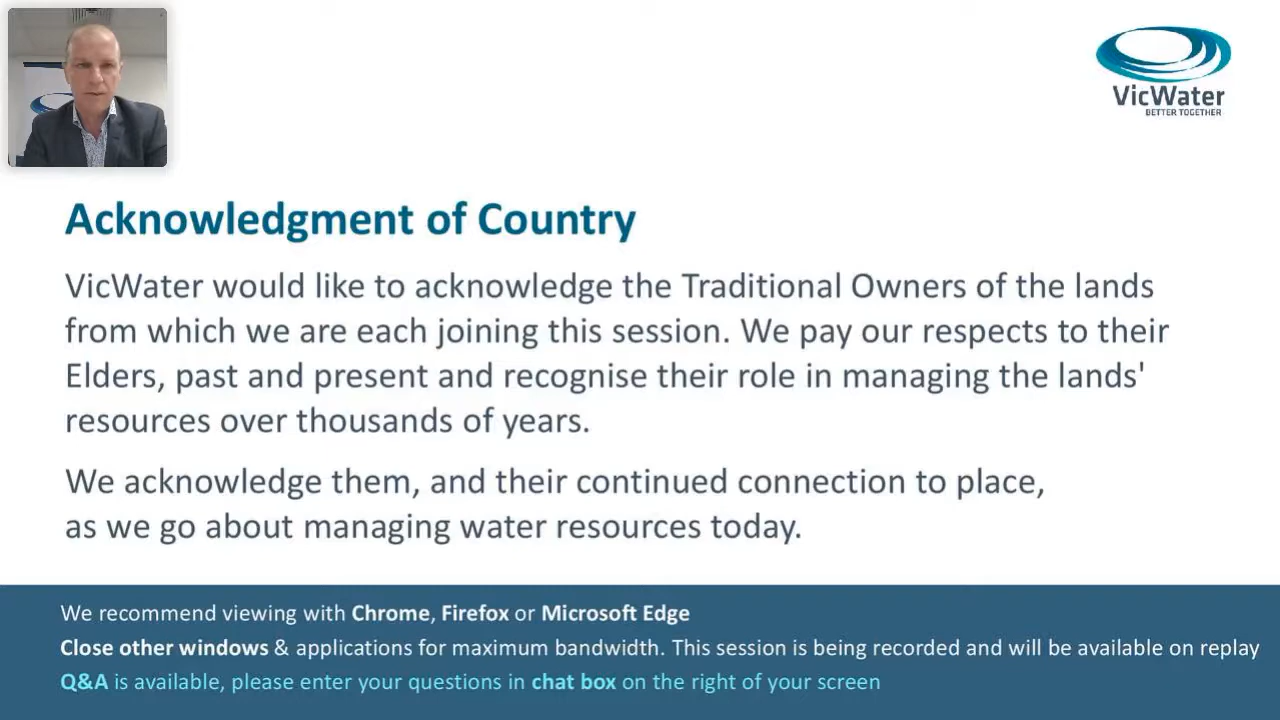 VicWater
BETTER TOGETHER
Acknowledgment of Country
VicWater would like to acknowledge the Traditional Owners of the lands
from which we are each joining this session. We pay our respects to their
Elders, past and present and recognise their role in managing the lands'
resources over thousands of years.
We acknowledge them, and their continued connection to place,
as we go about managing water resources today.
We recommend viewing with Chrome, Firefox or Microsoft Edge
Close other windows & applications for maximum bandwidth. This session is being recorded and will be available on replay
Q&A is available, please enter your questions in chat box on the right of your screen